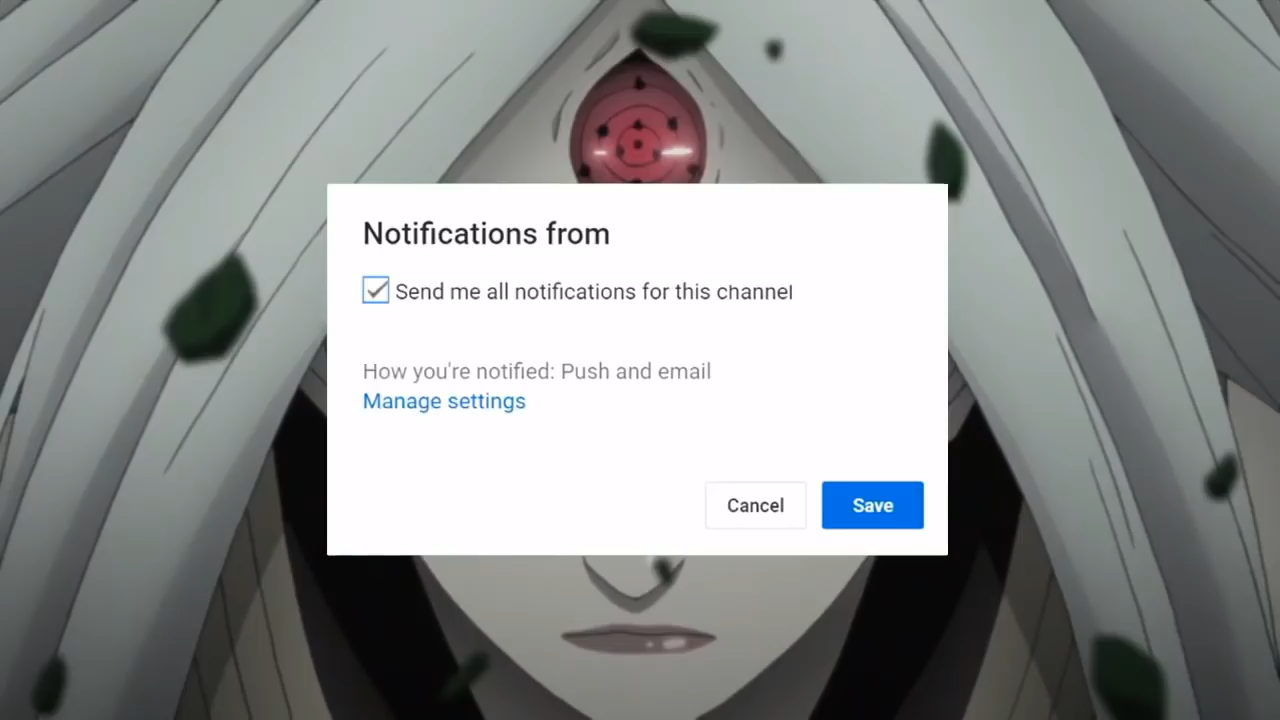 Notifications from
Send me all notifications for this channel
How you're notified: Push and email
Manage settings
Cancel
Save